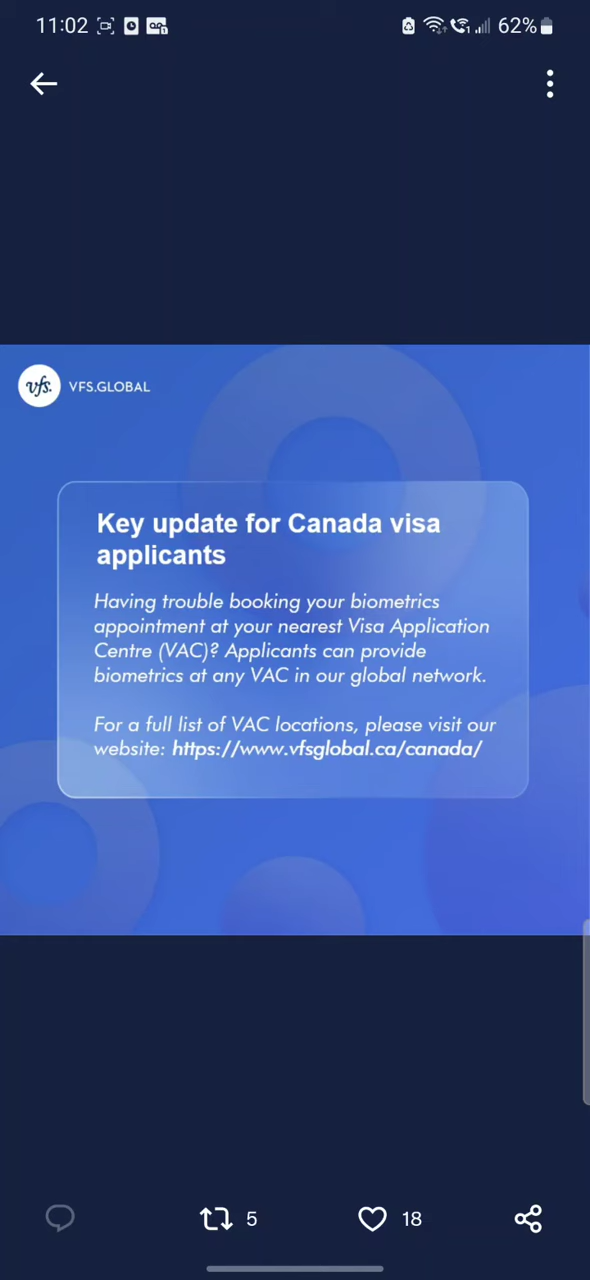 11:02
62%
vfs. VFS.GLOBAL
Key update for Canada visa
applicants
Having trouble booking your biometrics
appointment at your nearest Visa Application
Centre (VAC)? Applicants can provide
biometrics at any VAC in our global network.
For a full list of VAC locations, please visit our
website: https://www.vfsglobal.ca/canada/
5
18